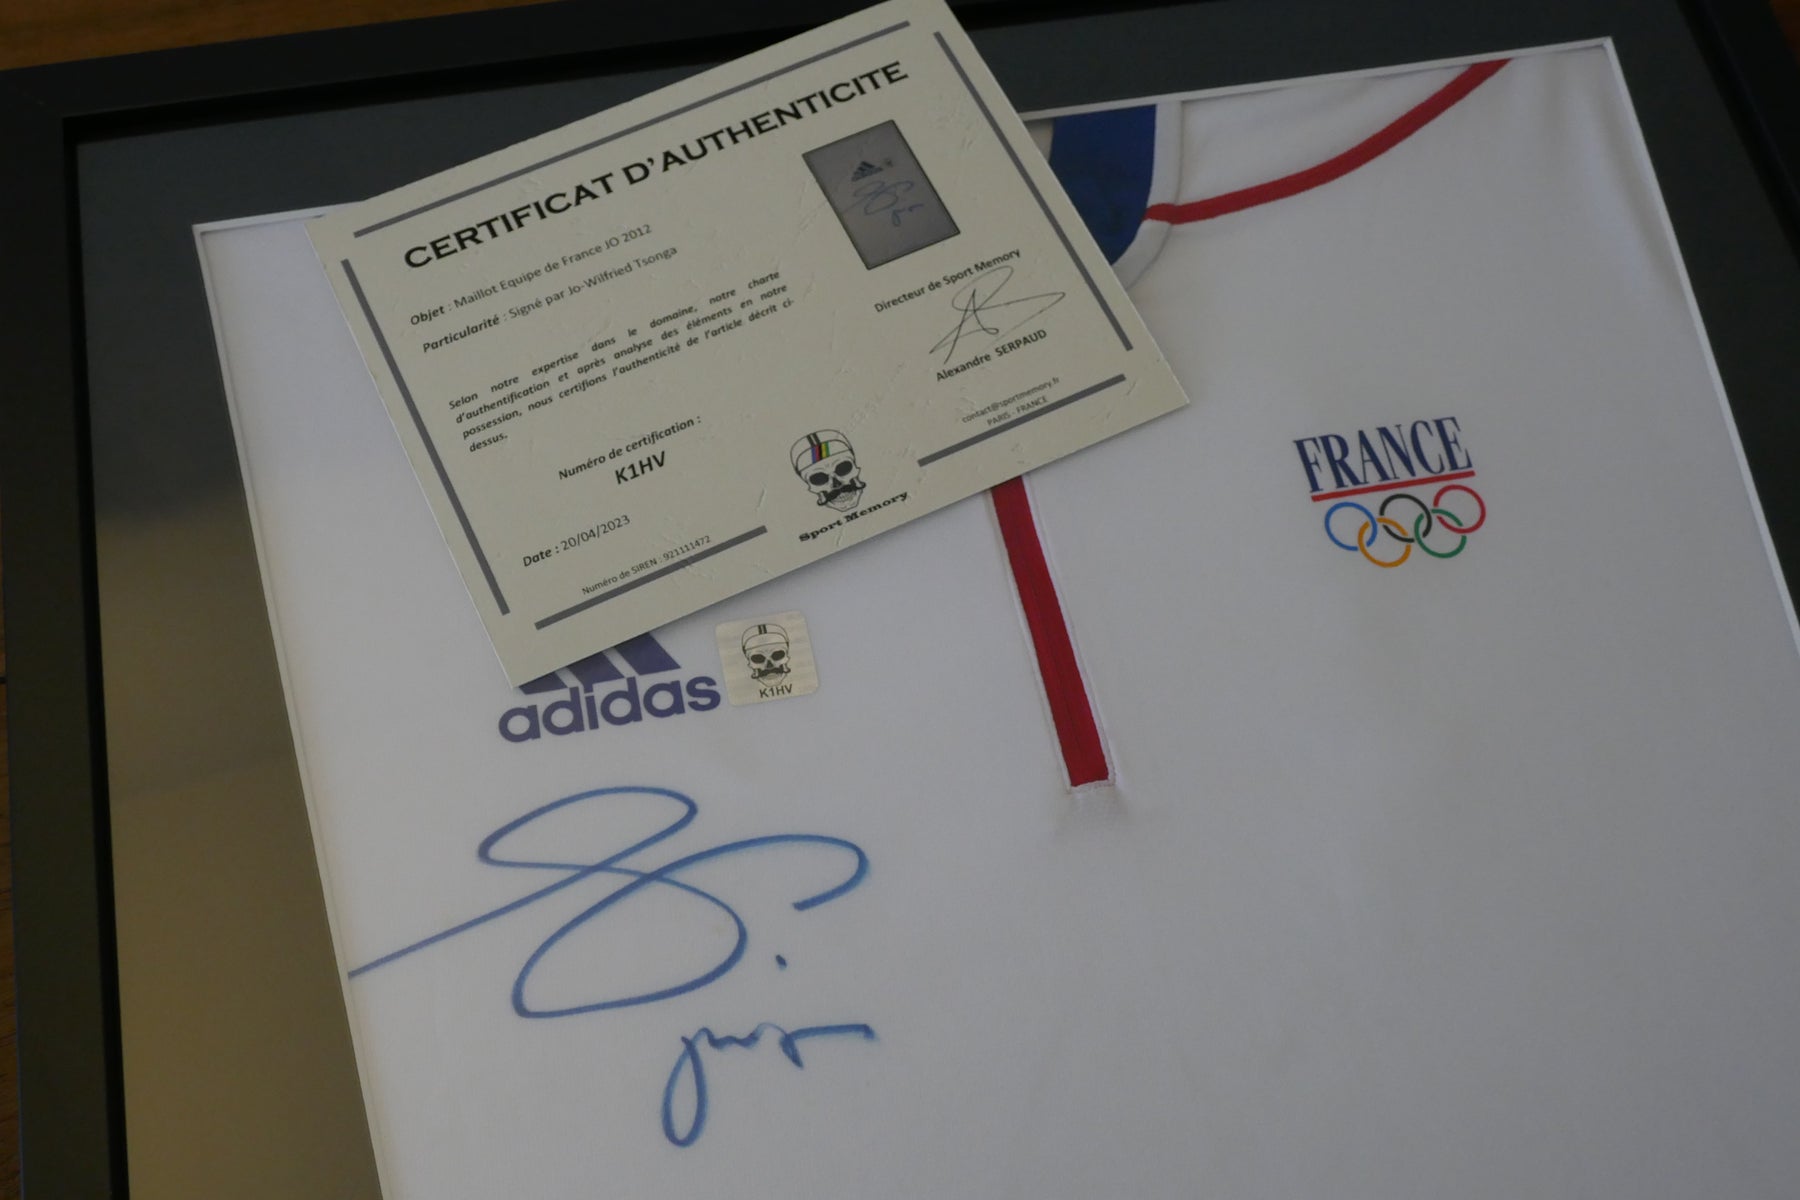 CERTIFICAT D'AUTHENTICITE
Objet : Maillot Equipe de France JO 2012
Particularité : Signé par Jo-Wilfried Tsonga
Selon notre expertise dans le domaine, notre charte
d'authentification et après analyse des éléments en notre
possession, nous certifions l'authenticité de l'article décrit ci-
dessus.
Numéro de certification :
K1HV
Date : 20/04/2023
Numéro de SIREN : 921111472
Sport Memory
Directeur de Sport Memory
Alexandre SERPAUD
contact@sportmemory.fr
PARIS - FRANCE
FRANCE
adidas
K1HV